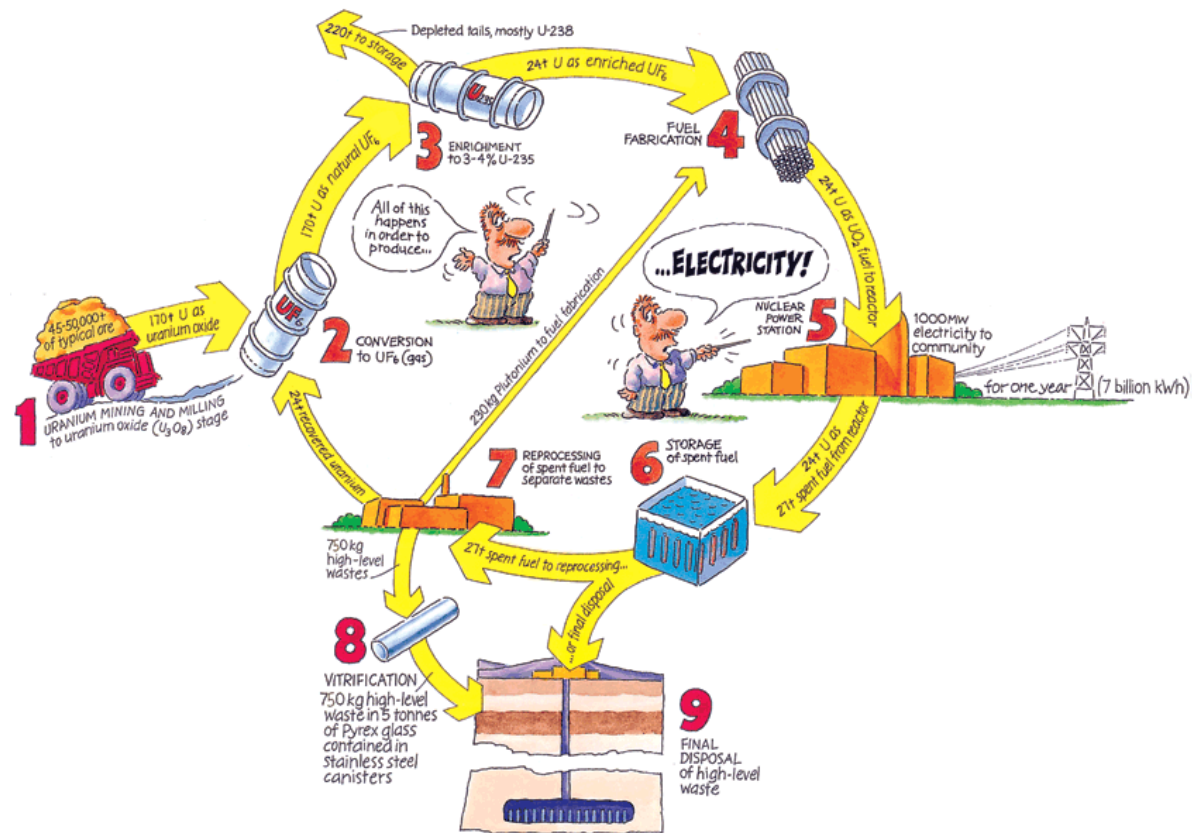 220t to storage
Depleted tails, mostly U-238
24t U as enriched UF₆
U235
3 ENRICHMENT
to 3-4% U-235
FUEL
FABRICATION 4
170t U as natural UF₆
All of this
happens
in order to
produce...
24t U as UO₂ fuel to reactor
...ELECTRICITY!
45-50,000t
of typical ore
170t U as
uranium oxide
UF₆
2 CONVERSION
to UF₆ (gas)
1
URANIUM MINING AND MILLING
to uranium oxide (U₃O₈) stage
230kg Plutonium to fuel fabrication
NUCLEAR
POWER
STATION 5
1000MW
electricity to
community
for one year (7 billion kWh)
24t recovered uranium
24t U as
27t spent fuel from reactor
7 REPROCESSING
of spent fuel to
separate wastes
6 STORAGE
of spent fuel
750kg
high-level
wastes
27t spent fuel to reprocessing...
...or final disposal
8
VITRIFICATION
750kg high-level
waste in 5 tonnes
of Pyrex glass
contained in
stainless steel
canisters
9
FINAL
DISPOSAL
of high-level
waste